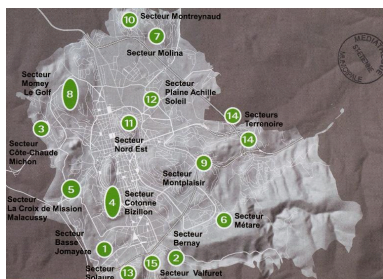 10
Secteur Montreynaud
7
Secteur Molina
Secteur
Momey
Le Golf
8
Secteur
Plaine Achille
Soleil
12
14
Secteurs
Terrenoire
11
Secteur
Nord Est
14
3
Secteur
Côte-Chaude
Michon
9
Secteur
Montplaisir
5
Secteur
La Croix de Mission
Malacussy
4
Secteur
Cotonne
Bizillon
6
Secteur
Métare
Secteur
Basse
Jomayère
1
Secteur
Bernay
2
15
Secteur Valfuret
13
Secteur
Solaure